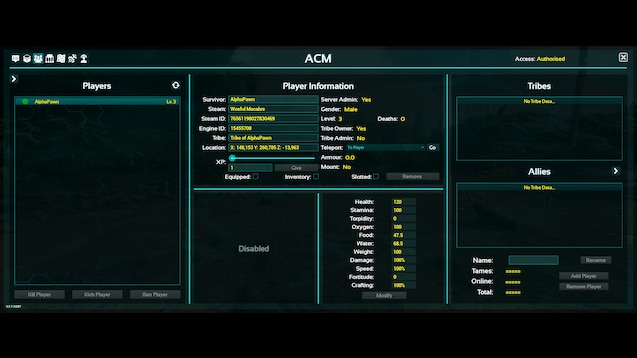 ACM
Access: Authorised
Players
AlphaPawn Lv.3
Kill Player Kick Player Ban Player
Player Information
Survivor: AlphaPawn Server Admin: Yes
Steam: Woeful Macabre Gender: Male
Steam ID: 76561198027830469 Level: 3 Deaths: 0
Engine ID: 15455708 Tribe Owner: Yes
Tribe: Tribe of AlphaPawn Tribe Admin: No
Location: X: 148,153 Y: 260,785 Z: -13,963 Teleport: To Player Go
XP: Armour: 0.0
1 Give Mount: No
Equipped: Inventory: Slotted: Remove
Disabled
Health: 120
Stamina: 100
Torpidity: 0
Oxygen: 100
Food: 47.5
Water: 68.5
Weight: 100
Damage: 100%
Speed: 100%
Fortitude: 0
Crafting: 100%
Modify
Tribes
No Tribe Data...
Allies
No Tribe Data...
Name: Rename
Tames: =====
Online: ===== Add Player
Total: ===== Remove Player